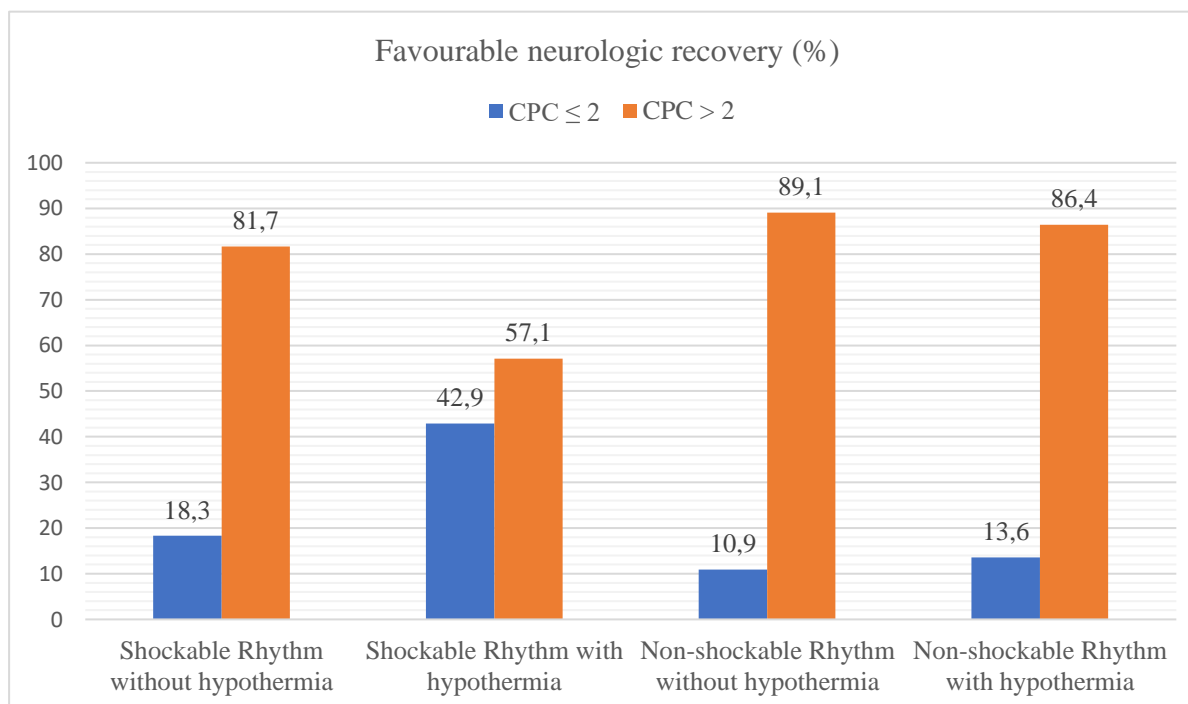 Favourable neurologic recovery (%)
CPC ≤ 2 CPC > 2
100
90
80
70
60
50
40
30
20
10
0
81,7
18,3
57,1
42,9
89,1
10,9
86,4
13,6
Shockable Rhythm
without hypothermia
Shockable Rhythm with
hypothermia
Non-shockable Rhythm
without hypothermia
Non-shockable Rhythm
with hypothermia